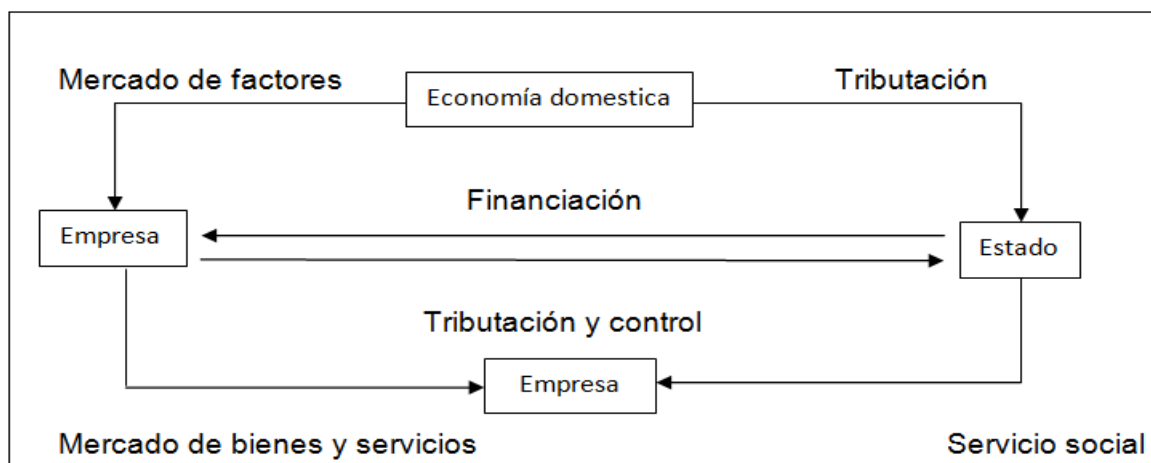 Mercado de factores
Economía domestica
Tributación
Financiación
Empresa
Estado
Tributación y control
Empresa
Mercado de bienes y servicios
Servicio social